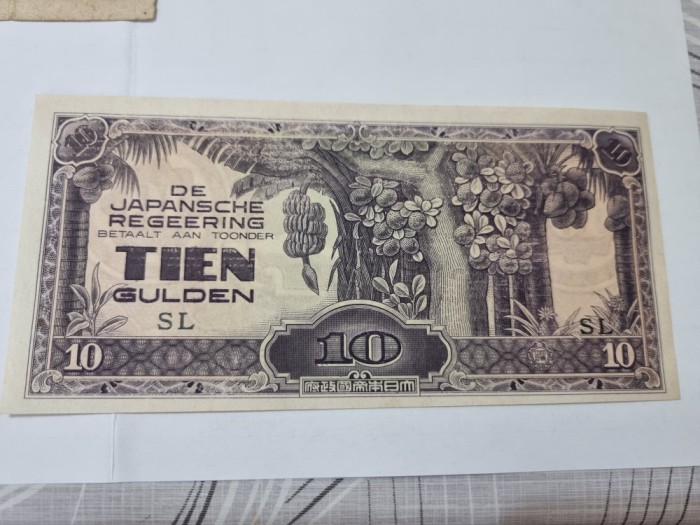 10
10
DE
JAPANSCHE
REGEERING
BETAALT AAN TOONDER
TIEN
GULDEN
SL
SL
10
10
10
府政國帝本日大